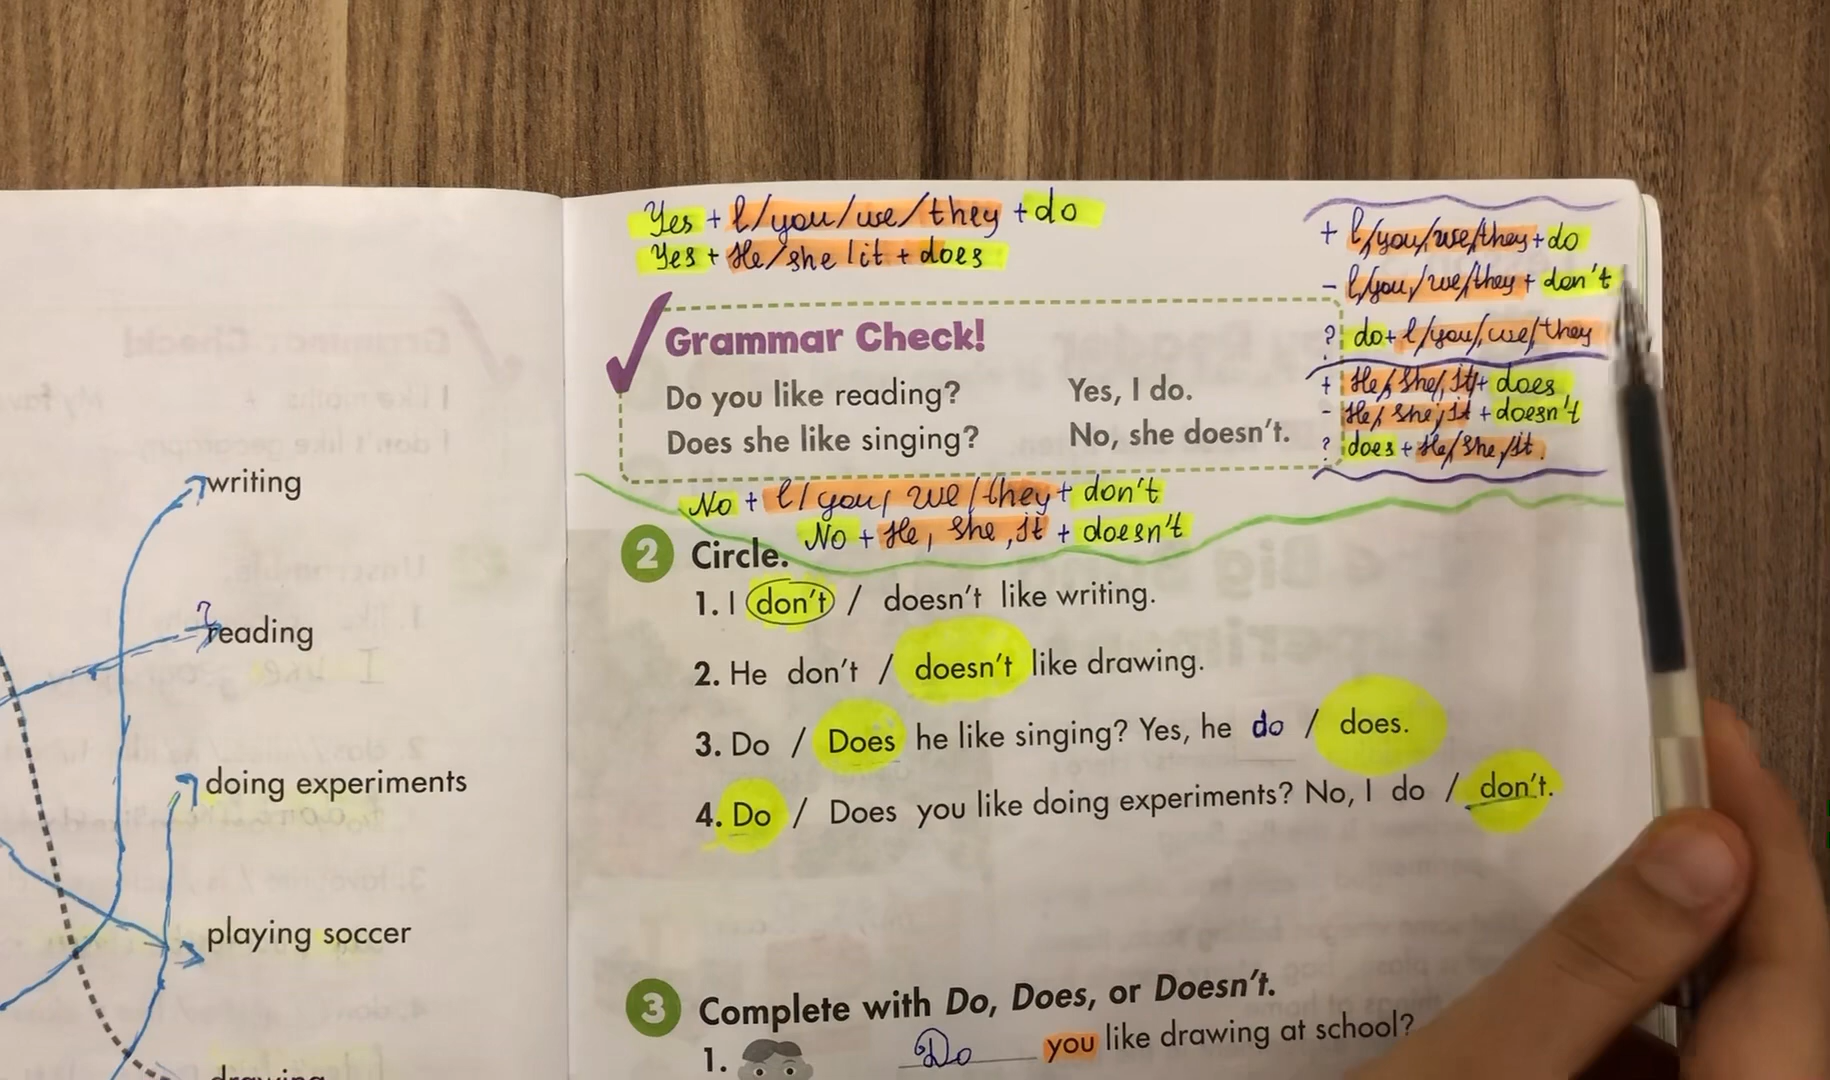 writing
reading
doing experiments
playing soccer
drawing
Yes + I/you/we/they + do
Yes + He/she/it + does
+ I/you/we/they + do
- I/you/we/they + don't
? do + I/you/we/they
+ He/She/It + does
- He, she, it + doesn't
? does + He/She/it.
Grammar Check!
Do you like reading? Yes, I do.
Does she like singing? No, she doesn't.
No + I/you/we/they + don't
No + He, she, it + doesn't
2 Circle.
1. I don't / doesn't like writing.
2. He don't / doesn't like drawing.
3. Do / Does he like singing? Yes, he do / does.
4. Do / Does you like doing experiments? No, I do / don't.
3 Complete with Do, Does, or Doesn't.
1. Do you like drawing at school?